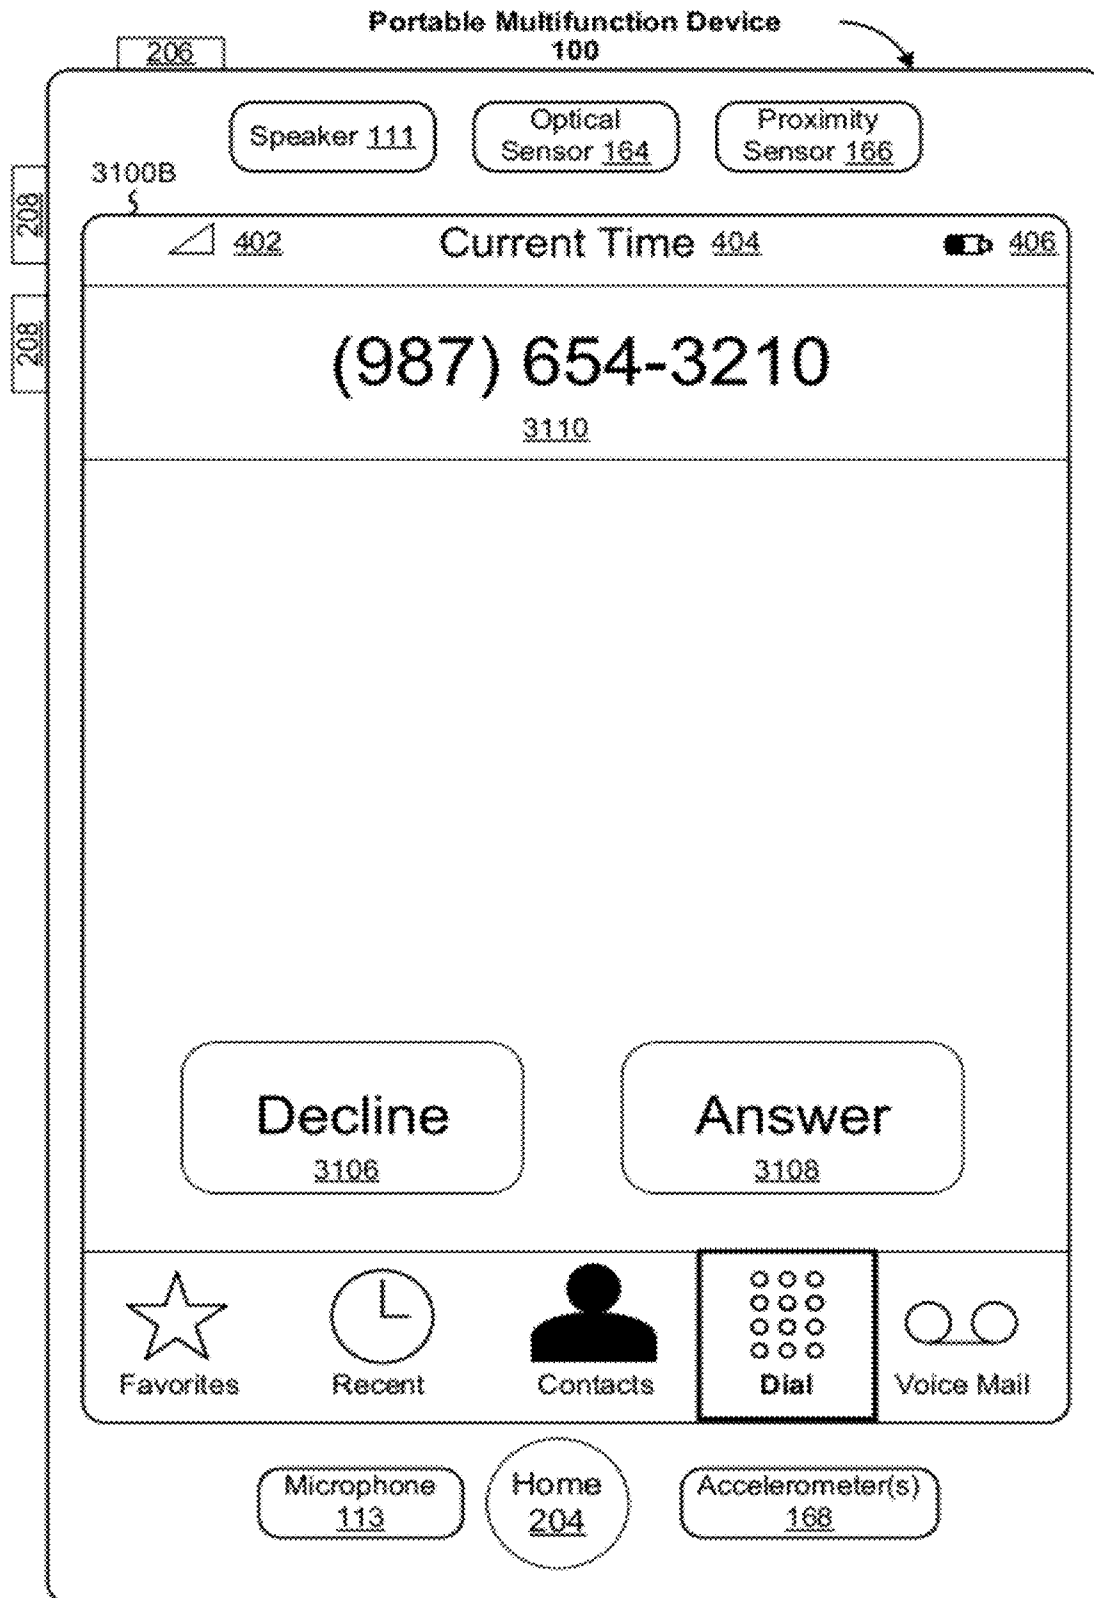 Portable Multifunction Device
100
206
Speaker 111
Optical
Sensor 164
Proximity
Sensor 166
3100B
208
208
402
Current Time 404
406
(987) 654-3210
3110
Decline
3106
Answer
3108
Favorites
Recent
Contacts
Dial
Voice Mail
Microphone
113
Home
204
Accelerometer(s)
168